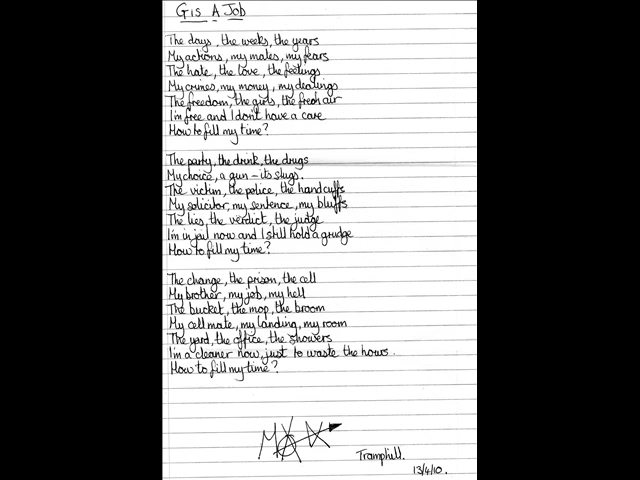 Gis A Job
The days, the weeks, the years
My actions, my mates, my fears
The hate, the love, the feelings
My crimes, my money, my dealings
The freedom, the girls, the fresh air
I'm free and I don't have a care
How to fill my time?
The party, the drink, the drugs
My choice, a gun - its slugs.
The victim, the police, the handcuffs
My solicitor, my sentence, my bluffs
The lies, the verdict, the judge
I'm in jail now and I still hold a grudge
How to fill my time?
The change, the prison, the cell
My brother, my job, my hell
The bucket, the mop, the broom
My cell mate, my landing, my room
The yard, the office, the showers
I'm a cleaner now, just to waste the hours.
How to fill my time?
Tramphill.
13/4/10.